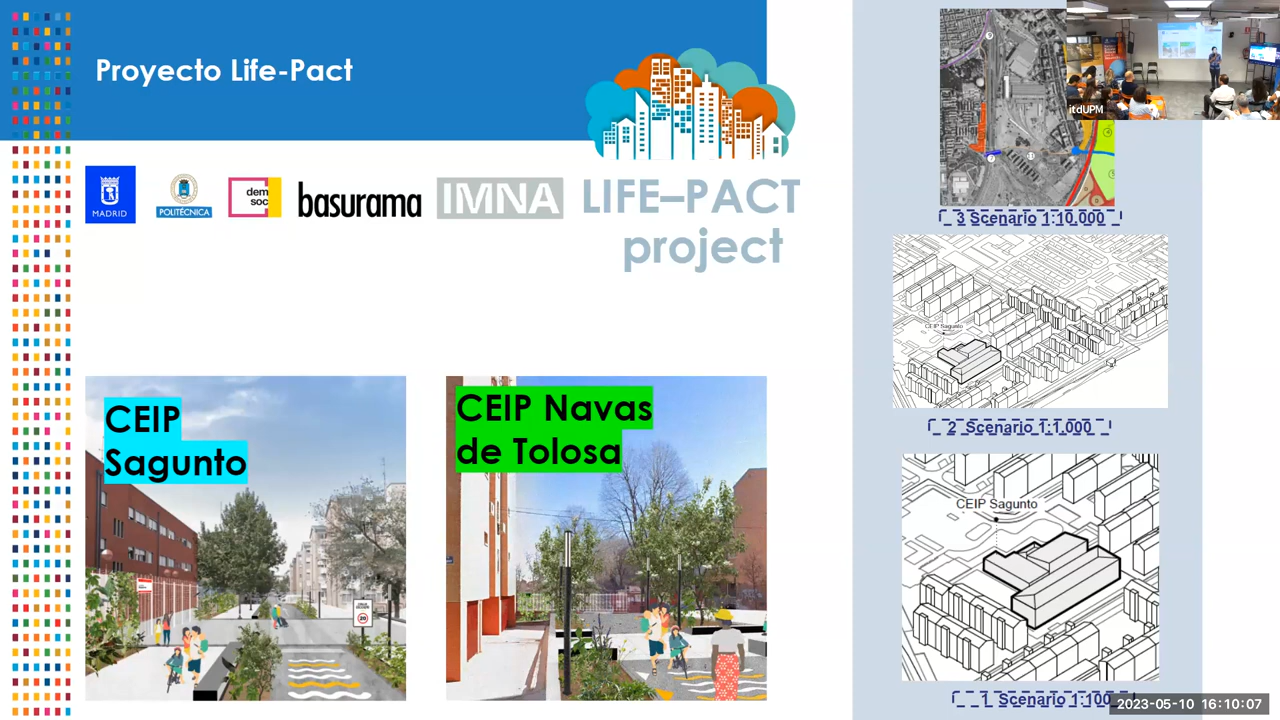 Proyecto Life-Pact
MADRID
POLITÉCNICA
dem
soc
basurama
IMNA
LIFE–PACT
project
CEIP
Sagunto
CEIP Navas
de Tolosa
20
itdUPM
3 Scenario 1:10.000
CEIP Sagunto
2 Scenario 1:1.000
CEIP Sagunto
1 Scenario 1:100
2023-05-10 16:10:07